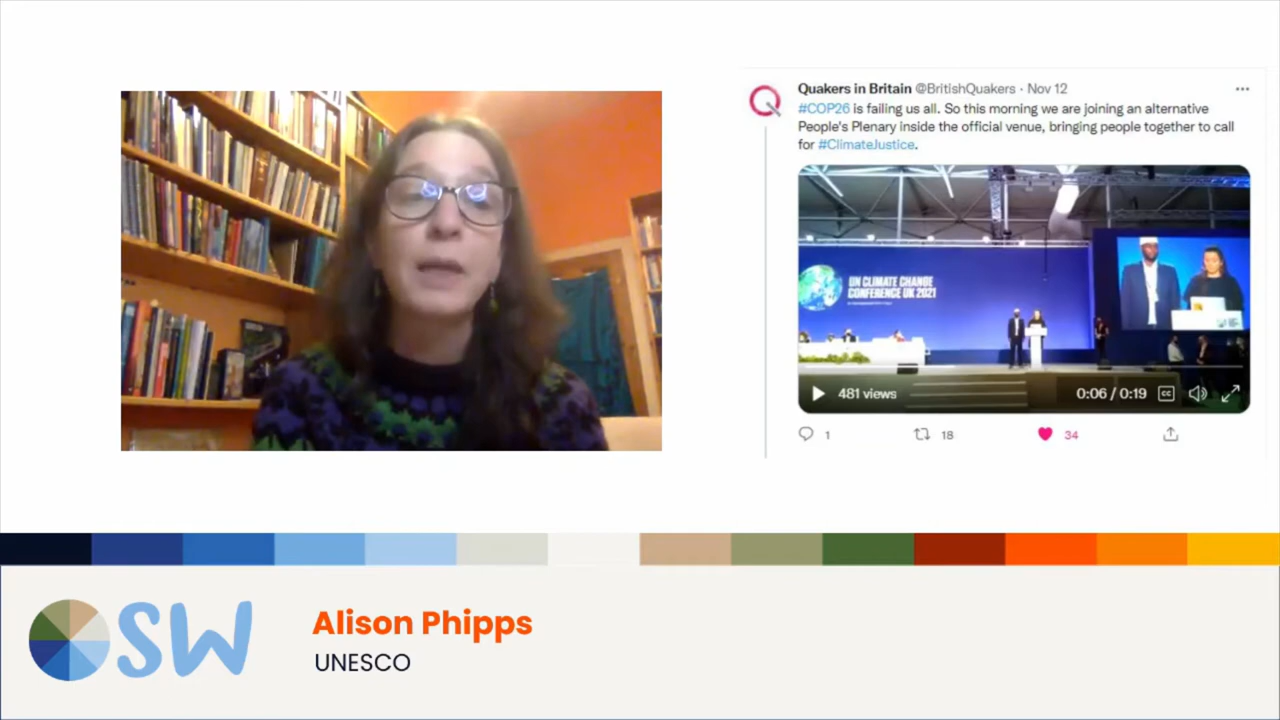 Quakers in Britain @BritishQuakers · Nov 12
#COP26 is failing us all. So this morning we are joining an alternative
People's Plenary inside the official venue, bringing people together to call
for #ClimateJustice.
UN CLIMATE CHANGE
CONFERENCE UK 2021
481 views
0:06 / 0:19
CC
1
18
34
OSW
Alison Phipps
UNESCO